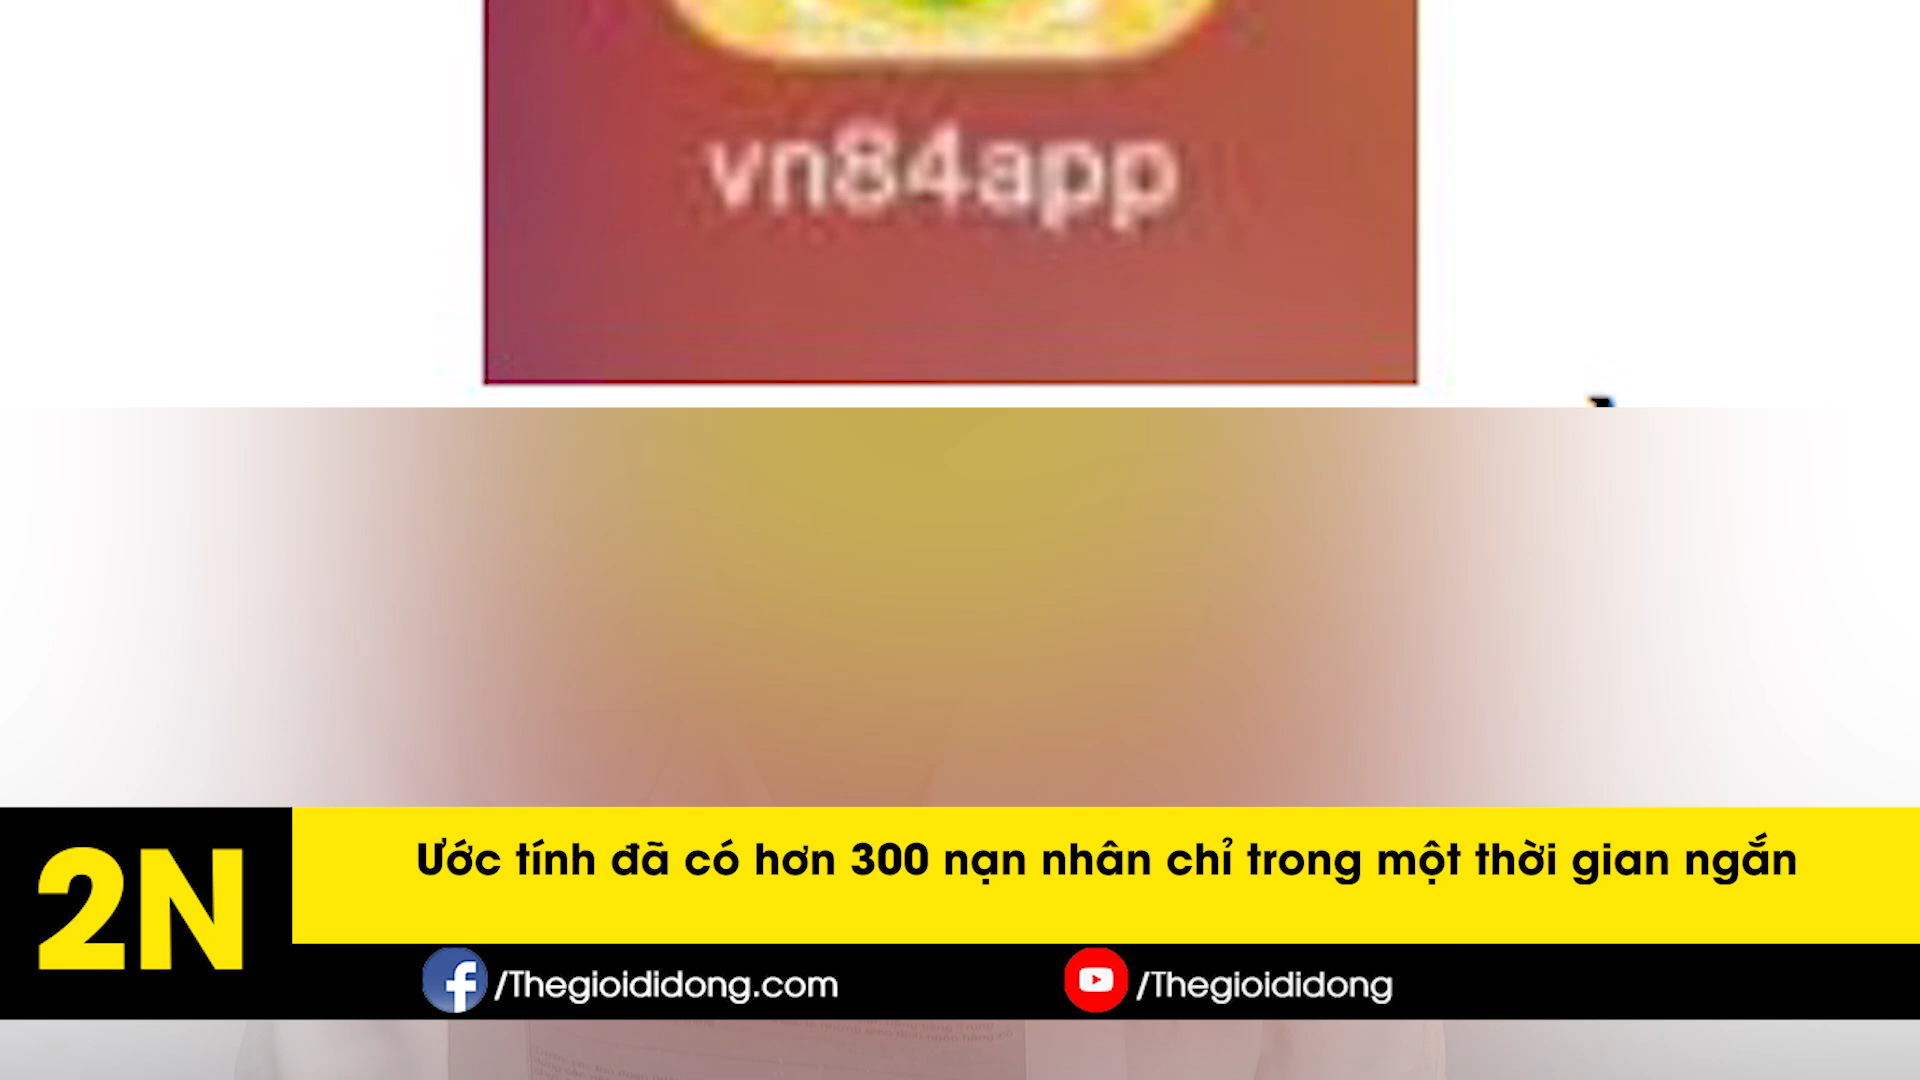 vn84app
2N
Ước tính đã có hơn 300 nạn nhân chỉ trong một thời gian ngắn
/Thegioididong.com
/Thegioididong